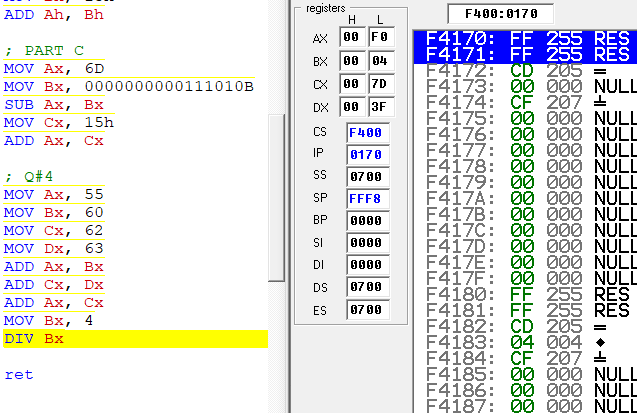 ADD Ah, Bh
; PART C
MOV Ax, 6D
MOV Bx, 0000000000111010B
SUB Ax, Bx
MOV Cx, 15h
ADD Ax, Cx
; Q#4
MOV Ax, 55
MOV Bx, 60
MOV Cx, 62
MOV Dx, 63
ADD Ax, Bx
ADD Cx, Dx
ADD Ax, Cx
MOV Bx, 4
DIV Bx
ret
registers
H L
AX 00 F0
BX 00 04
CX 00 7D
DX 00 3F
CS F400
IP 0170
SS 0700
SP FFF8
BP 0000
SI 0000
DI 0000
DS 0700
ES 0700
F400:0170
F4170: FF 255 RES
F4171: FF 255 RES
F4172: CD 205 ═
F4173: 00 000 NULL
F4174: CF 207 ╧
F4175: 00 000 NULL
F4176: 00 000 NULL
F4177: 00 000 NULL
F4178: 00 000 NULL
F4179: 00 000 NULL
F417A: 00 000 NULL
F417B: 00 000 NULL
F417C: 00 000 NULL
F417D: 00 000 NULL
F417E: 00 000 NULL
F417F: 00 000 NULL
F4180: FF 255 RES
F4181: FF 255 RES
F4182: CD 205 ═
F4183: 04 004 ♦
F4184: CF 207 ╧
F4185: 00 000 NULL
F4186: 00 000 NULL
F4187: 00 000 NULL